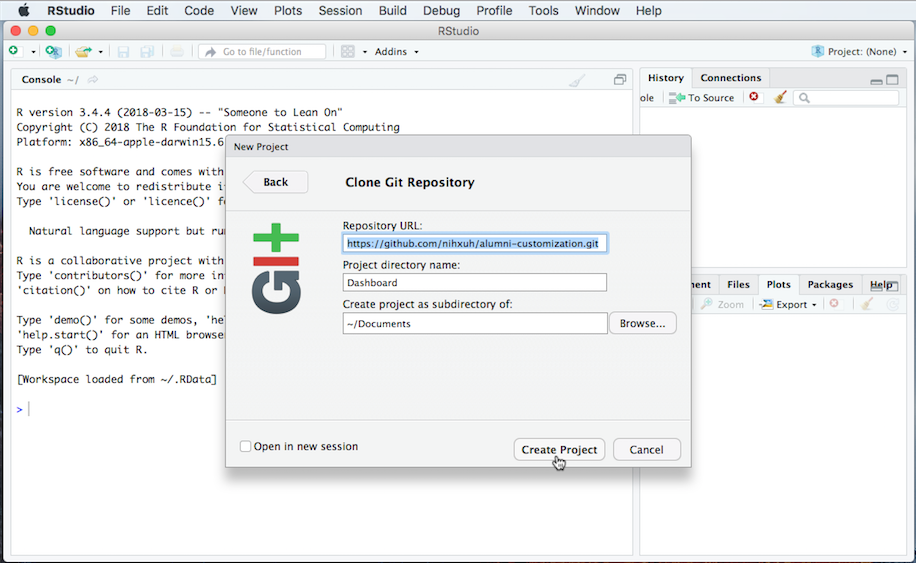 RStudio File Edit Code View Plots Session Build Debug Profile Tools Window Help
RStudio
Go to file/function
Addins
Project: (None)
Console ~/
R version 3.4.4 (2018-03-15) -- "Someone to Lean On"
Copyright (C) 2018 The R Foundation for Statistical Computing
Platform: x86_64-apple-darwin15.6
R is free software and comes with
You are welcome to redistribute i
Type 'license()' or 'licence()' f
Natural language support but ru
R is a collaborative project with
Type 'contributors()' for more in
'citation()' on how to cite R or
Type 'demo()' for some demos, 'he
'help.start()' for an HTML browse
Type 'q()' to quit R.
[Workspace loaded from ~/.RData]
>
New Project
Back
Clone Git Repository
Git
Repository URL:
https://github.com/nihxuh/alumni-customization.git
Project directory name:
Dashboard
Create project as subdirectory of:
~/Documents
Browse...
Open in new session
Create Project
Cancel
History Connections
ole To Source
ment Files Plots Packages Help
Zoom Export